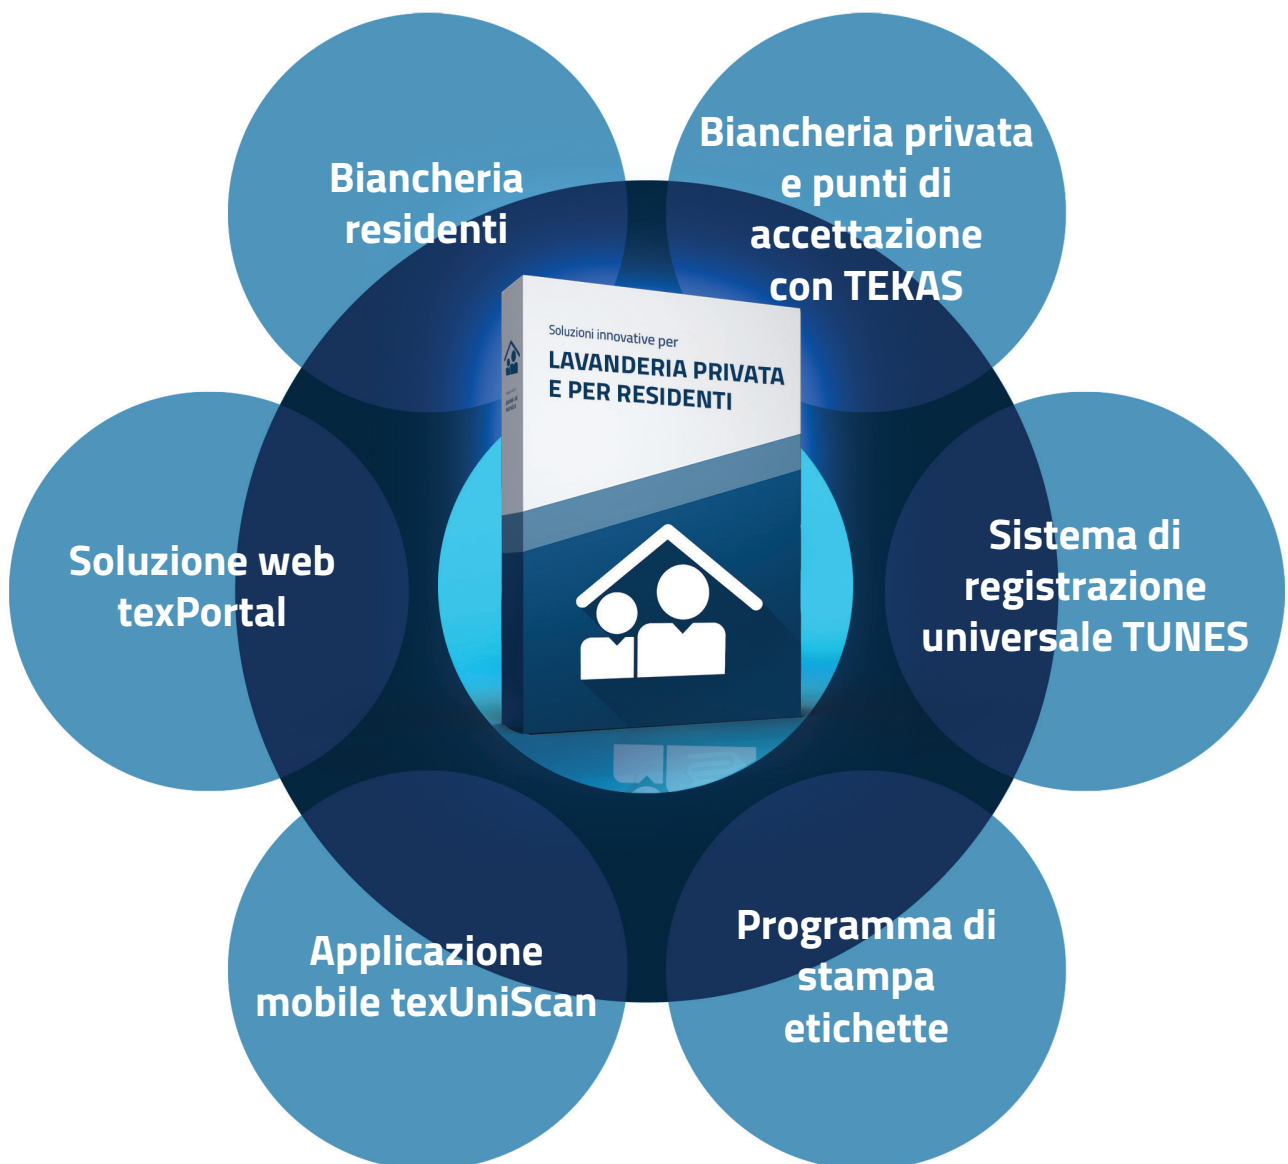 Biancheria
residenti
Biancheria privata
e punti di
accettazione
con TEKAS
Soluzioni innovative per
LAVANDERIA PRIVATA
E PER RESIDENTI
Soluzione web
texPortal
Sistema di
registrazione
universale TUNES
Applicazione
mobile texUniScan
Programma di
stampa
etichette